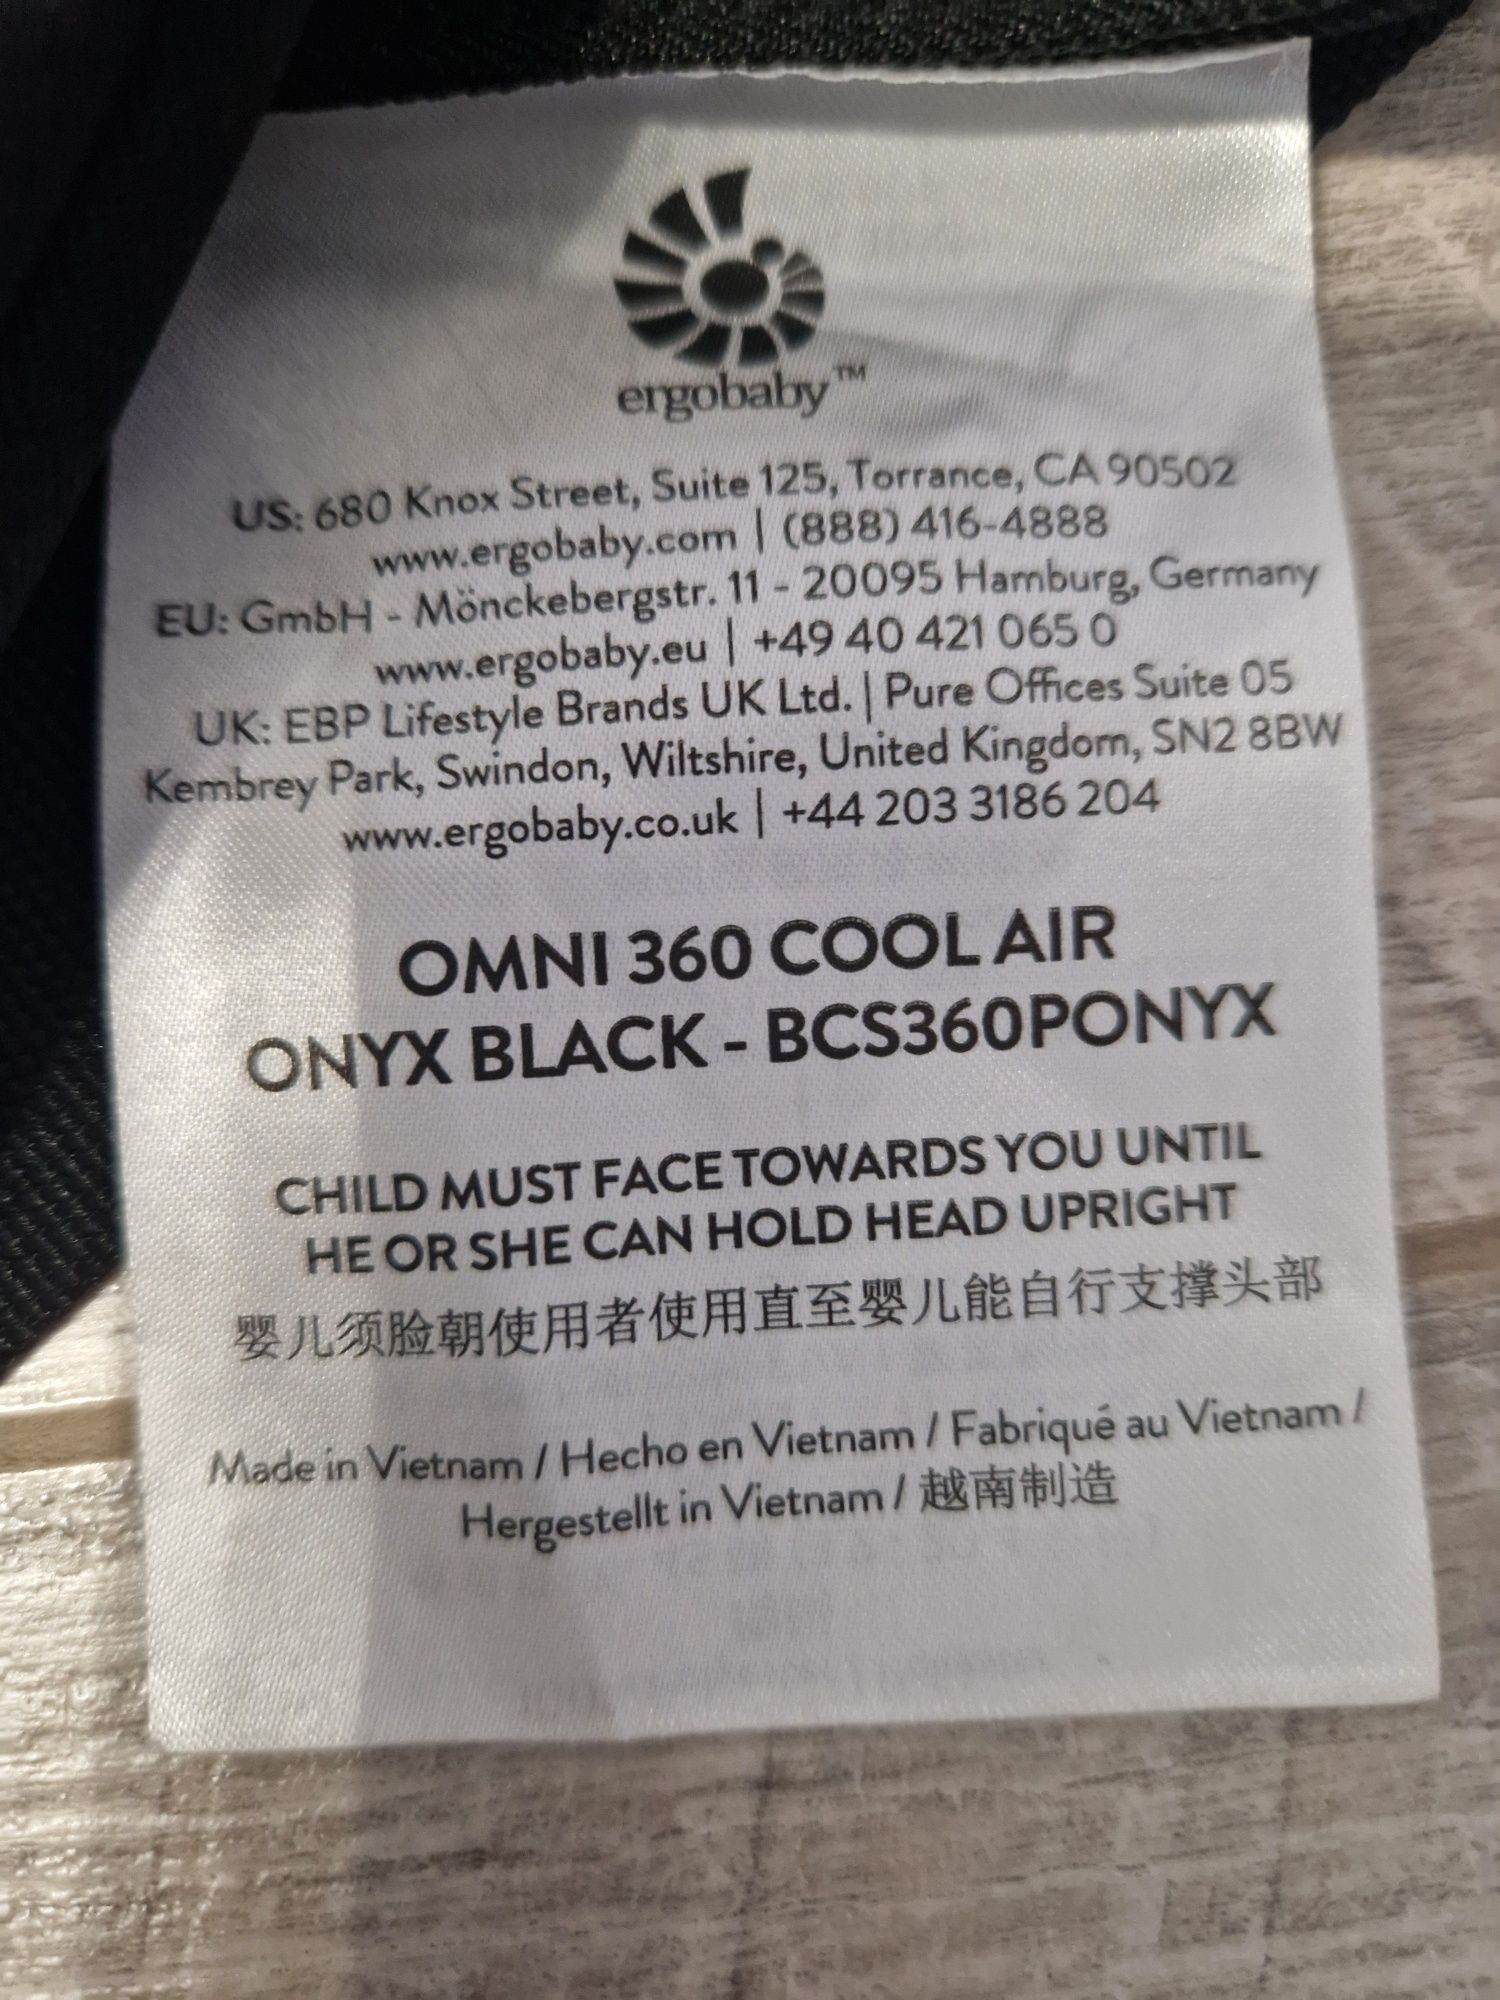 ergobaby™
US: 680 Knox Street, Suite 125, Torrance, CA 90502
www.ergobaby.com | (888) 416-4888
EU: GmbH - Mönckebergstr. 11 - 20095 Hamburg, Germany
www.ergobaby.eu | +49 40 421 065 0
UK: EBP Lifestyle Brands UK Ltd. | Pure Offices Suite 05
Kembrey Park, Swindon, Wiltshire, United Kingdom, SN2 8BW
www.ergobaby.co.uk | +44 203 3186 204
OMNI 360 COOL AIR
ONYX BLACK - BCS360PONYX
CHILD MUST FACE TOWARDS YOU UNTIL
HE OR SHE CAN HOLD HEAD UPRIGHT
婴儿须脸朝使用者使用直至婴儿能自行支撑头部
Made in Vietnam / Hecho en Vietnam / Fabriqué au Vietnam /
Hergestellt in Vietnam / 越南制造